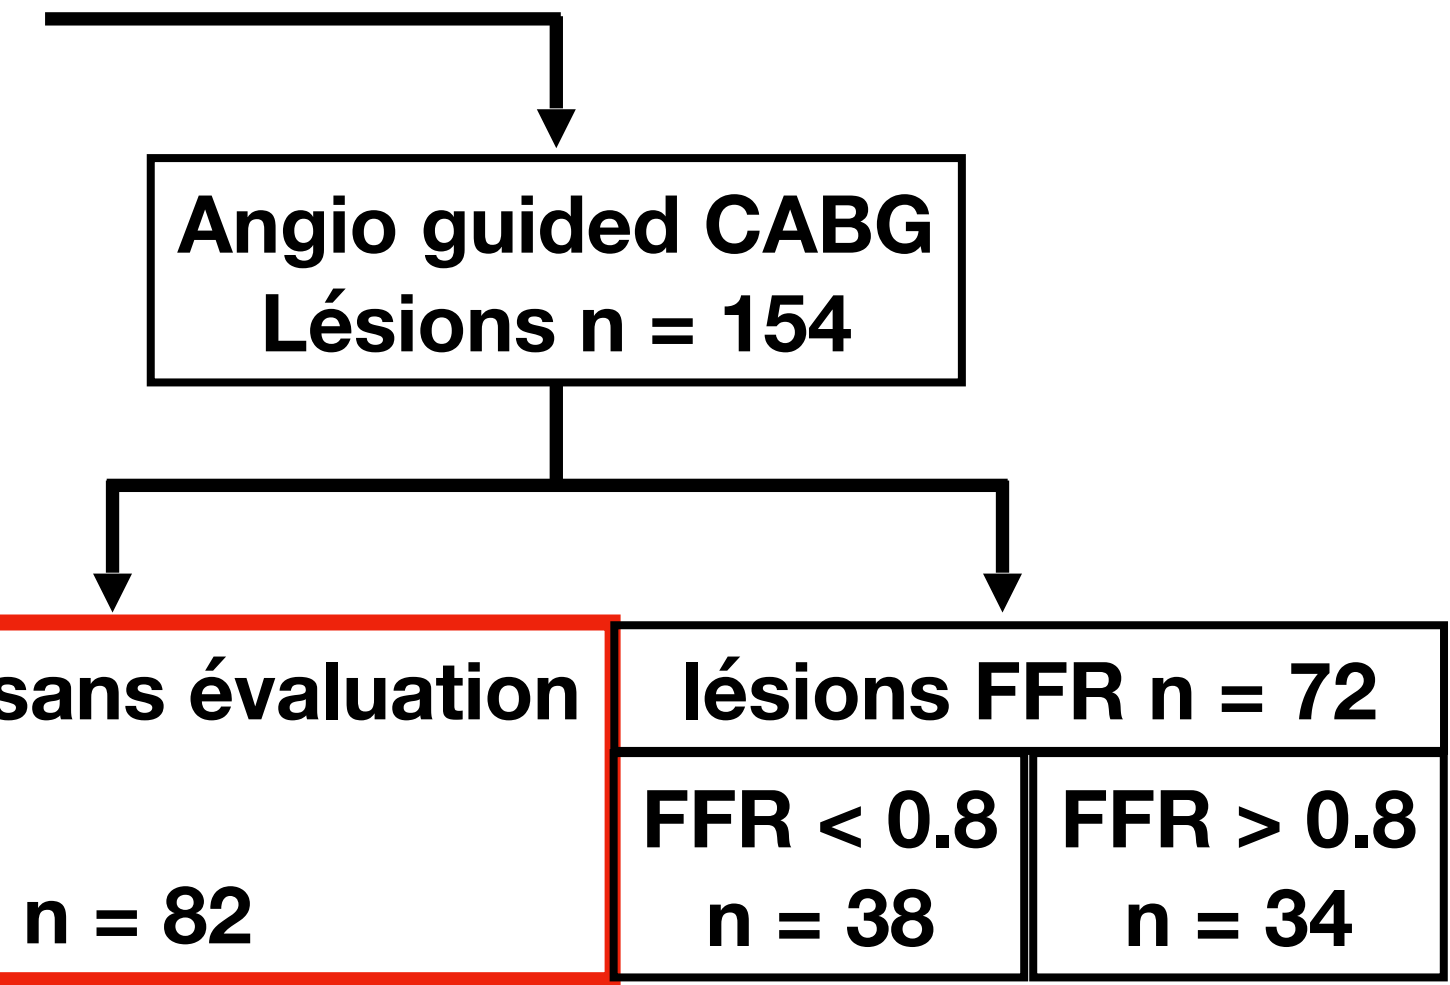 Angio guided CABG
Lésions n = 154
sans évaluation
n = 82
lésions FFR n = 72
FFR < 0.8
n = 38
FFR > 0.8
n = 34